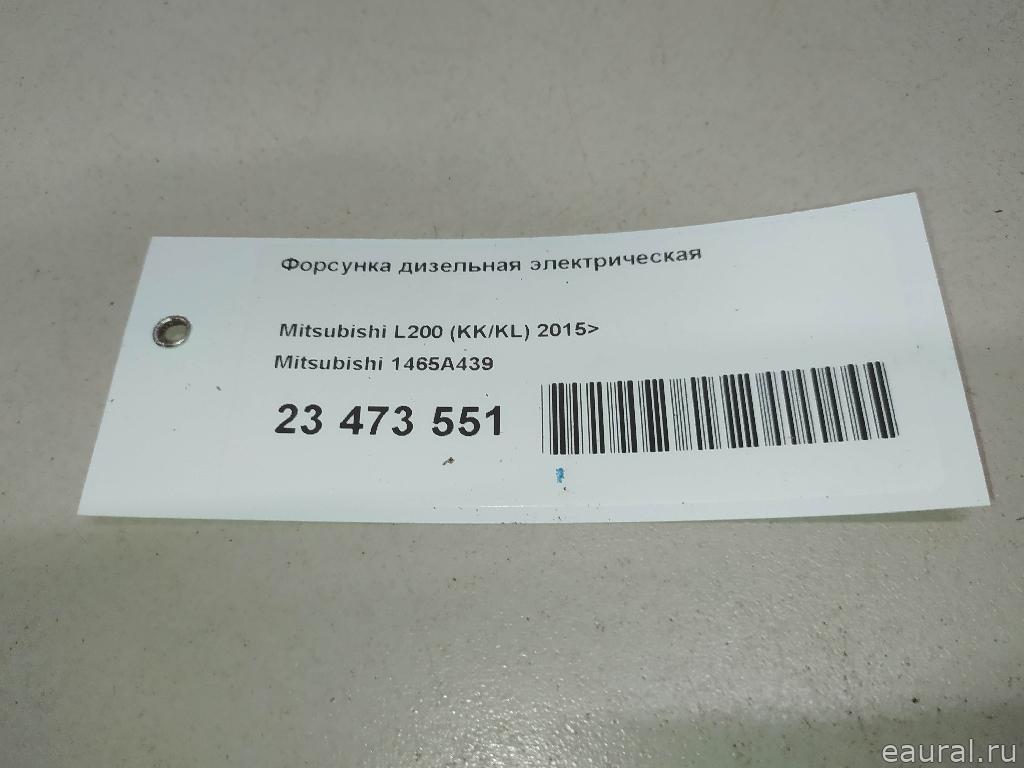 Форсунка дизельная электрическая
Mitsubishi L200 (KK/KL) 2015>
Mitsubishi 1465A439
23 473 551
eaural.ru